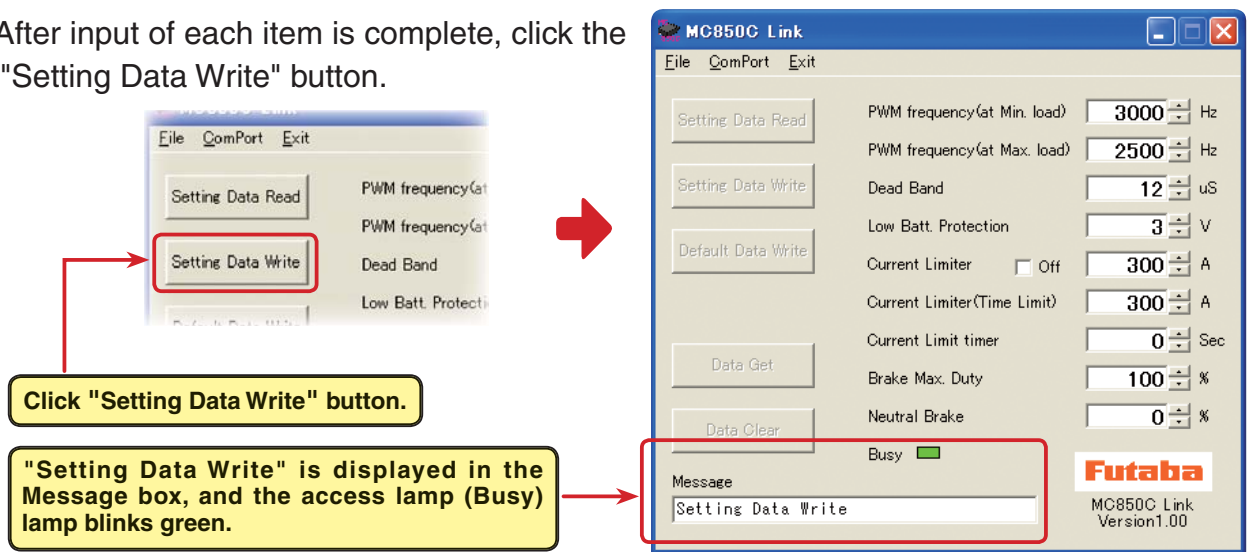 After input of each item is complete, click the
"Setting Data Write" button.
File ComPort Exit
Setting Data Read
PWM frequency(at
PWM frequency(at
Setting Data Write
Dead Band
Low Batt. Protecti
Click "Setting Data Write" button.
"Setting Data Write" is displayed in the
Message box, and the access lamp (Busy)
lamp blinks green.
MC850C Link
File ComPort Exit
Setting Data Read
PWM frequency(at Min. load) 3000 Hz
PWM frequency(at Max. load) 2500 Hz
Setting Data Write
Dead Band 12 uS
Low Batt. Protection 3 V
Default Data Write
Current Limiter Off 300 A
Current Limiter(Time Limit) 300 A
Current Limit timer 0 Sec
Data Get
Brake Max. Duty 100 %
Neutral Brake 0 %
Data Clear
Busy
Message
Setting Data Write
Futaba
MC850C Link
Version1.00